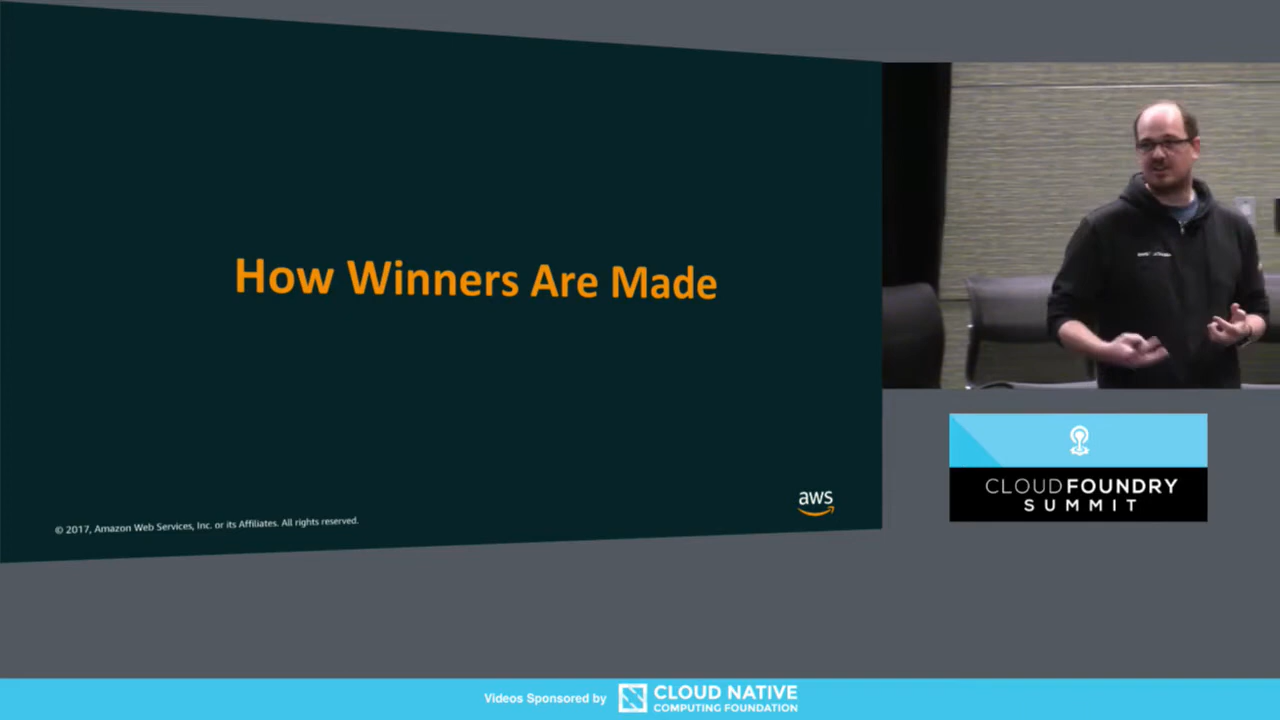 How Winners Are Made
© 2017, Amazon Web Services, Inc. or its Affiliates. All rights reserved.
aws
CLOUDFOUNDRY
SUMMIT
Videos Sponsored by
CLOUD NATIVE
COMPUTING FOUNDATION